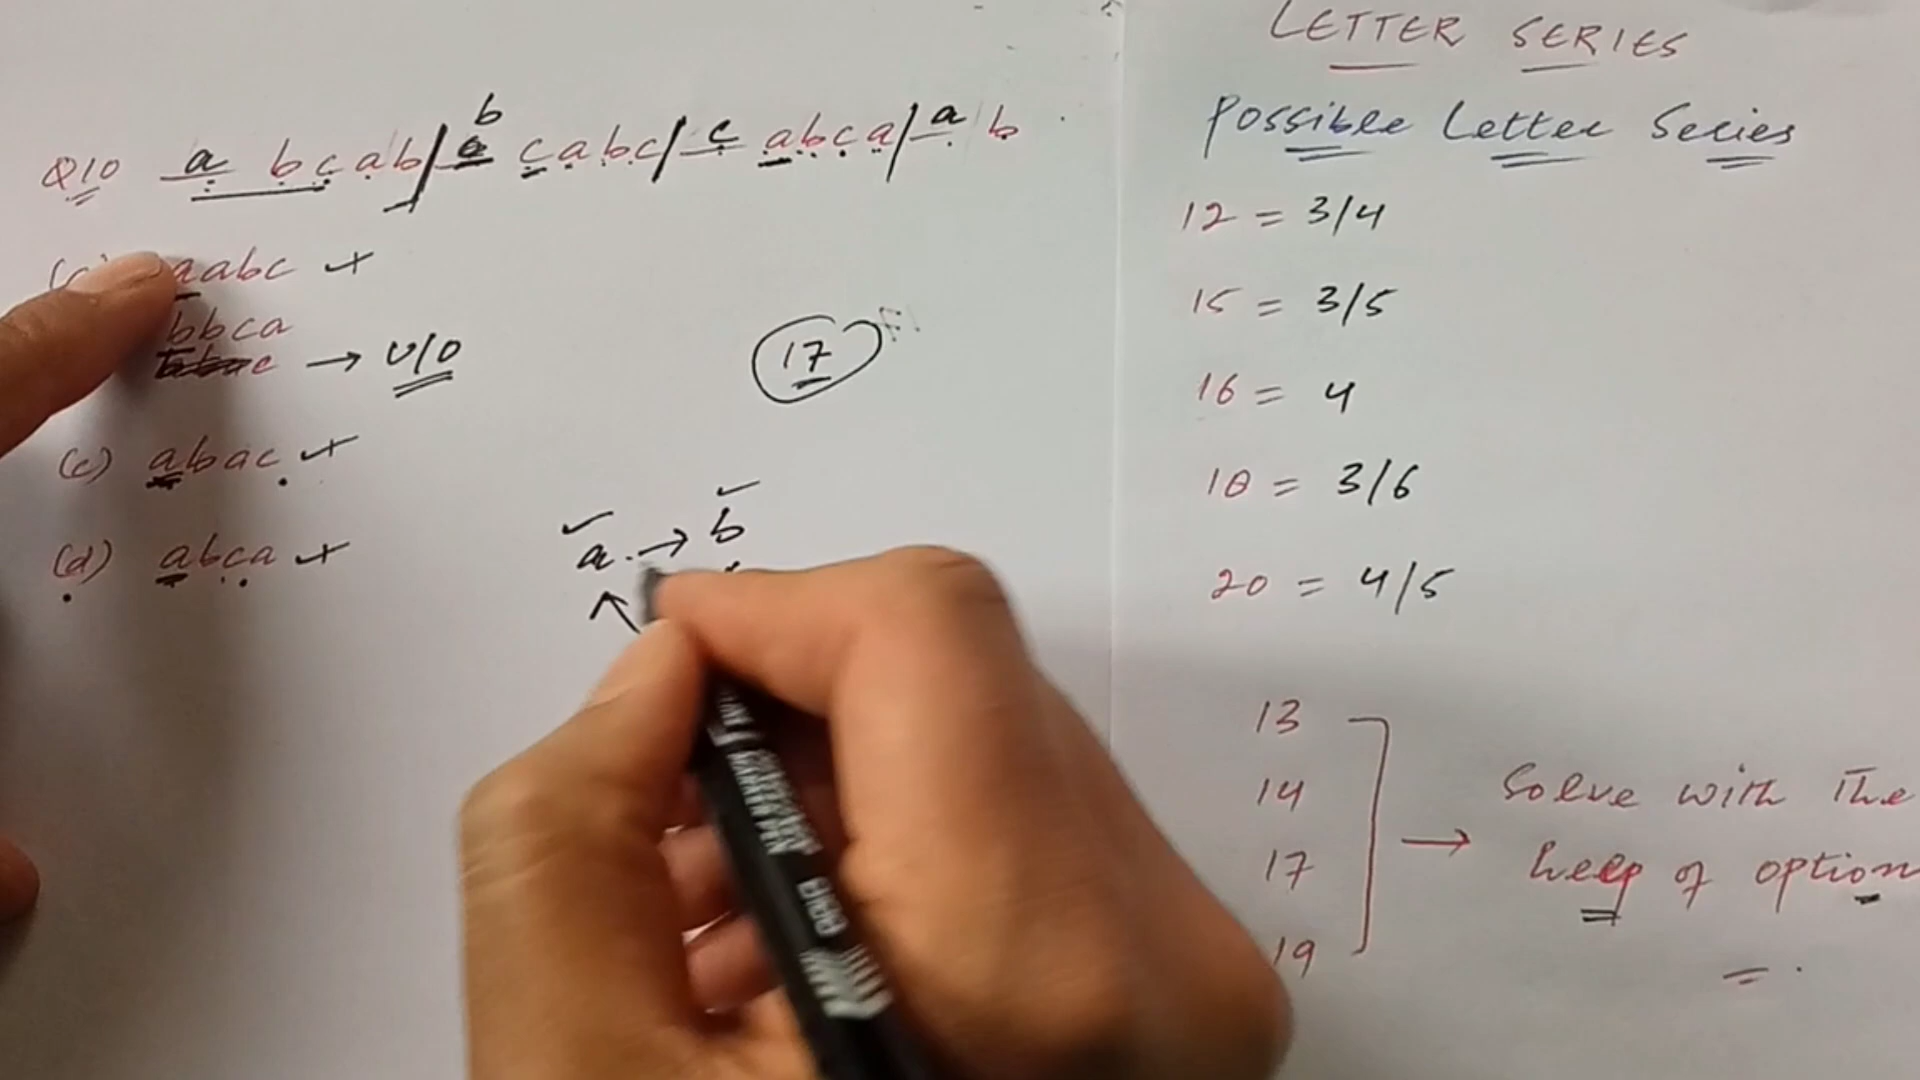 LETTER SERIES
Possible Letter Series
12 = 3/4
15 = 3/5
16 = 4
18 = 3/6
20 = 4/5
13
14
17
19
→ Solve with The
help of option
b
Q10 a bcab/ cabc/ c abca/ a b
aabc ×
bbca
c → U/O
(c) abac ×
(d) abca ×
17
a → b